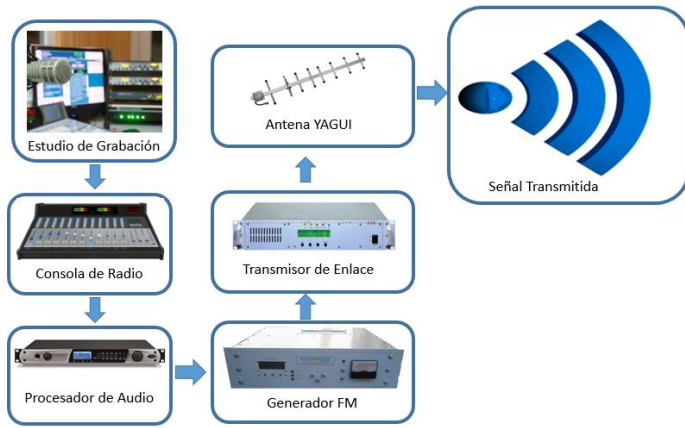 Estudio de Grabación
Consola de Radio
Procesador de Audio
Generador FM
Transmisor de Enlace
Antena YAGUI
Señal Transmitida